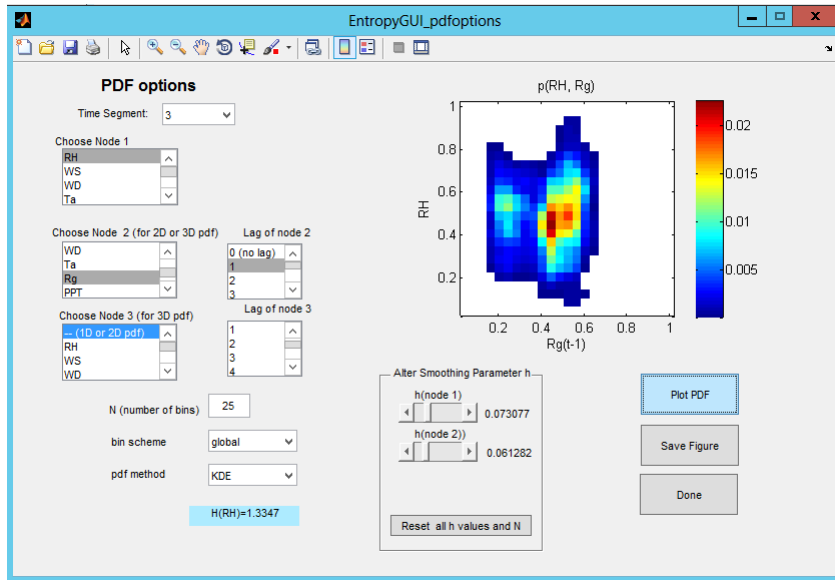 EntropyGUI_pdfoptions
PDF options
Time Segment: 3
Choose Node 1
RH
WS
WD
Ta
Choose Node 2 (for 2D or 3D pdf)
WD
Ta
Rg
PPT
Lag of node 2
0 (no lag)
1
2
3
Choose Node 3 (for 3D pdf)
-- (1D or 2D pdf)
RH
WS
WD
Lag of node 3
1
2
3
4
N (number of bins) 25
bin scheme global
pdf method KDE
H(RH)=1.3347
p(RH, Rg)
1
0.8
0.6
0.4
0.2
RH
0.2 0.4 0.6 0.8 1
Rg(t-1)
0.02
0.015
0.01
0.005
Alter Smoothing Parameter h
h(node 1)
0.073077
h(node 2))
0.061282
Reset all h values and N
Plot PDF
Save Figure
Done